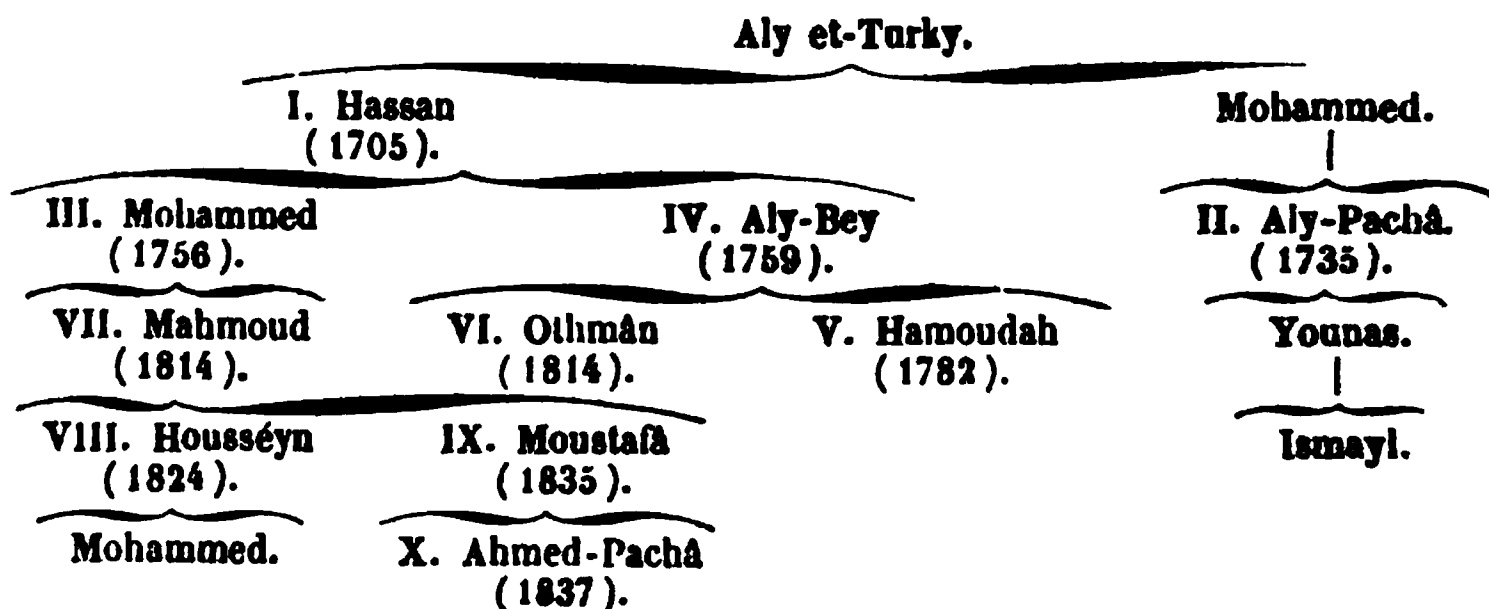 Aly et-Turky.
I. Hassan Mohammed.
(1705).
III. Mohammed IV. Aly-Bey II. Aly-Pachâ.
(1756). (1759). (1735).
VII. Mahmoud VI. Othmân V. Hamoudah Younas.
(1814). (1814). (1782).
VIII. Housséyn IX. Moustafâ Ismayl.
(1824). (1835).
Mohammed. X. Ahmed-Pachâ
(1837).